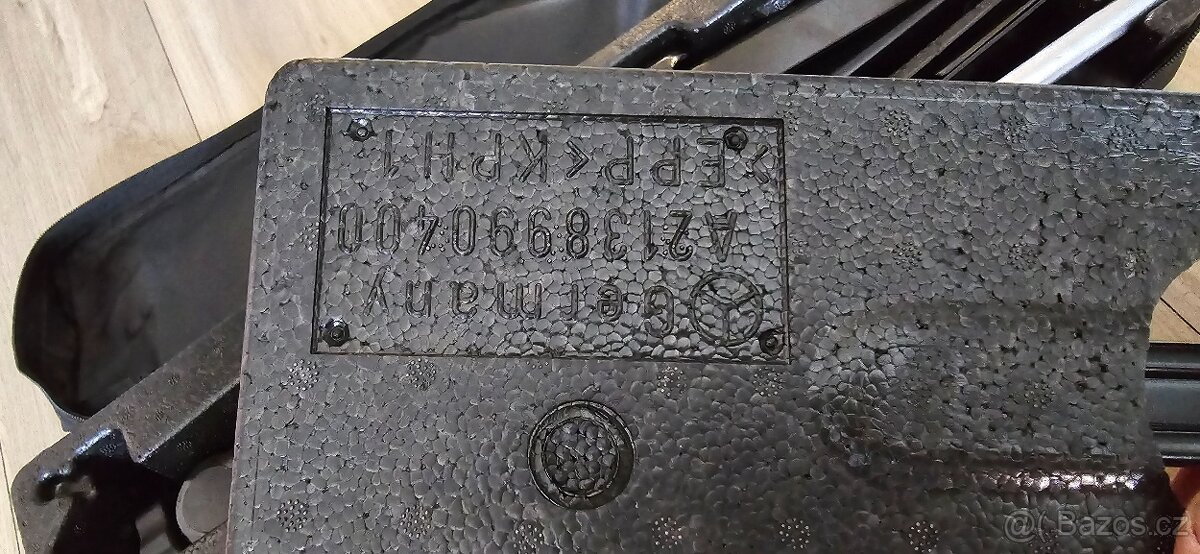 Germany
A2138990400
>EPP< KPH1
@( Bazos.cz